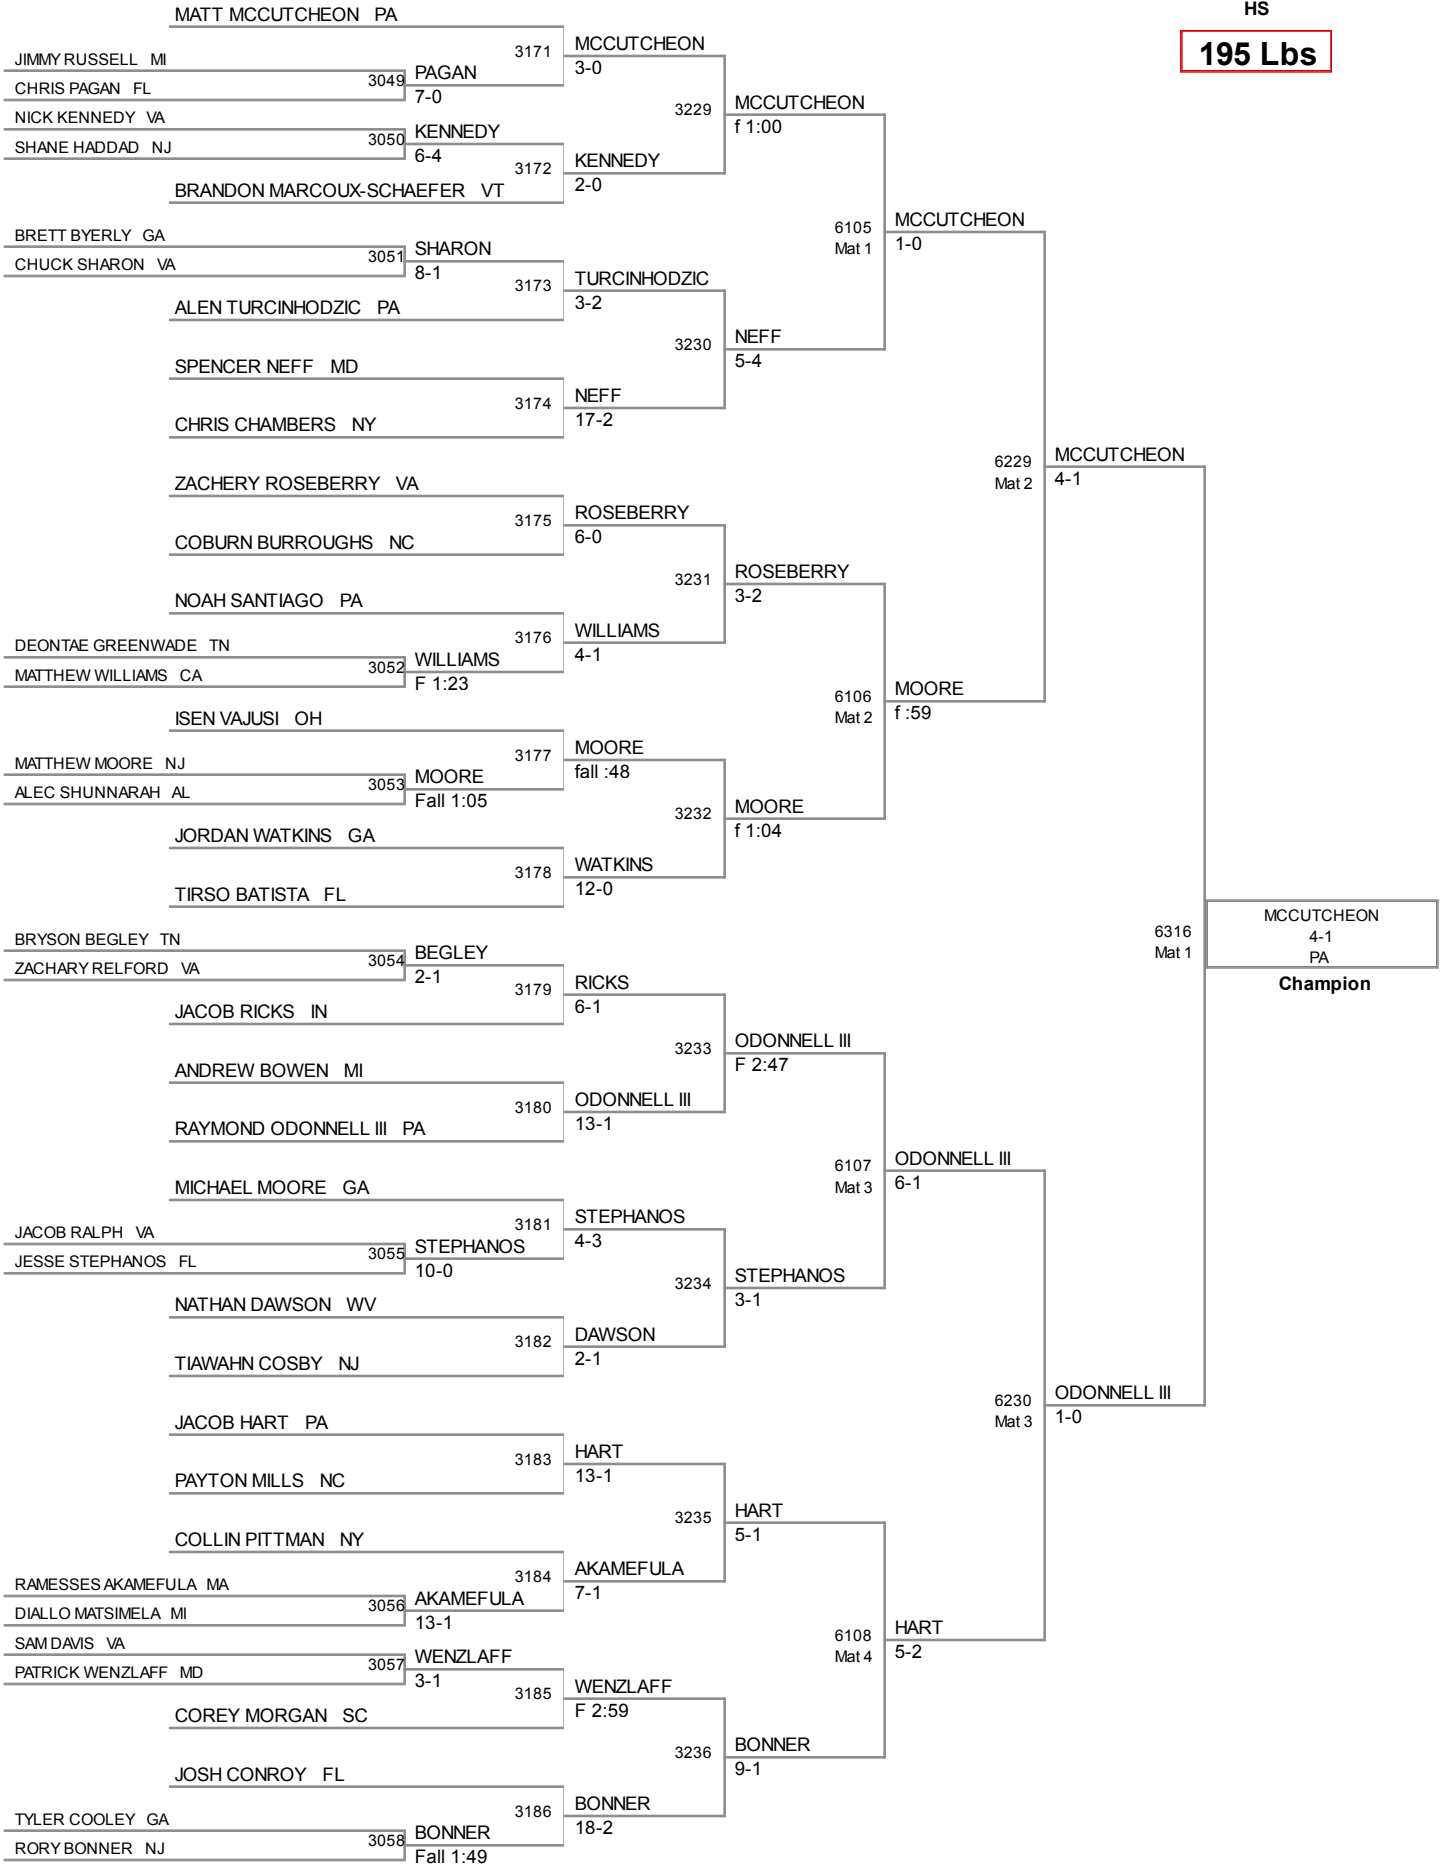 HS
195 Lbs
MATT MCCUTCHEON PA
JIMMY RUSSELL MI
3049
CHRIS PAGAN FL
PAGAN
7-0
3171
MCCUTCHEON
3-0
NICK KENNEDY VA
3050
SHANE HADDAD NJ
KENNEDY
6-4
BRANDON MARCOUX-SCHAEFER VT
3172
KENNEDY
2-0
3229
MCCUTCHEON
f 1:00
BRETT BYERLY GA
3051
CHUCK SHARON VA
SHARON
8-1
ALEN TURCINHODZIC PA
3173
TURCINHODZIC
3-2
SPENCER NEFF MD
CHRIS CHAMBERS NY
3174
NEFF
17-2
3230
NEFF
5-4
6105
Mat 1
MCCUTCHEON
1-0
ZACHERY ROSEBERRY VA
COBURN BURROUGHS NC
3175
ROSEBERRY
6-0
NOAH SANTIAGO PA
DEONTAE GREENWADE TN
3052
MATTHEW WILLIAMS CA
WILLIAMS
F 1:23
3176
WILLIAMS
4-1
3231
ROSEBERRY
3-2
ISEN VAJUSI OH
MATTHEW MOORE NJ
3053
ALEC SHUNNARAH AL
MOORE
Fall 1:05
3177
MOORE
fall :48
JORDAN WATKINS GA
TIRSO BATISTA FL
3178
WATKINS
12-0
3232
MOORE
f 1:04
6106
Mat 2
MOORE
f :59
6229
Mat 2
MCCUTCHEON
4-1
BRYSON BEGLEY TN
3054
ZACHARY RELFORD VA
BEGLEY
2-1
JACOB RICKS IN
3179
RICKS
6-1
ANDREW BOWEN MI
RAYMOND ODONNELL III PA
3180
ODONNELL III
13-1
3233
ODONNELL III
F 2:47
MICHAEL MOORE GA
JACOB RALPH VA
3055
JESSE STEPHANOS FL
STEPHANOS
10-0
3181
STEPHANOS
4-3
NATHAN DAWSON WV
TIAWAHN COSBY NJ
3182
DAWSON
2-1
3234
STEPHANOS
3-1
6107
Mat 3
ODONNELL III
6-1
JACOB HART PA
PAYTON MILLS NC
3183
HART
13-1
COLLIN PITTMAN NY
RAMESSES AKAMEFULA MA
3056
DIALLO MATSIMELA MI
AKAMEFULA
13-1
3184
AKAMEFULA
7-1
3235
HART
5-1
SAM DAVIS VA
3057
PATRICK WENZLAFF MD
WENZLAFF
3-1
COREY MORGAN SC
3185
WENZLAFF
F 2:59
JOSH CONROY FL
TYLER COOLEY GA
3058
RORY BONNER NJ
BONNER
Fall 1:49
3186
BONNER
18-2
3236
BONNER
9-1
6108
Mat 4
HART
5-2
6230
Mat 3
ODONNELL III
1-0
6316
Mat 1
MCCUTCHEON
4-1
PA
Champion